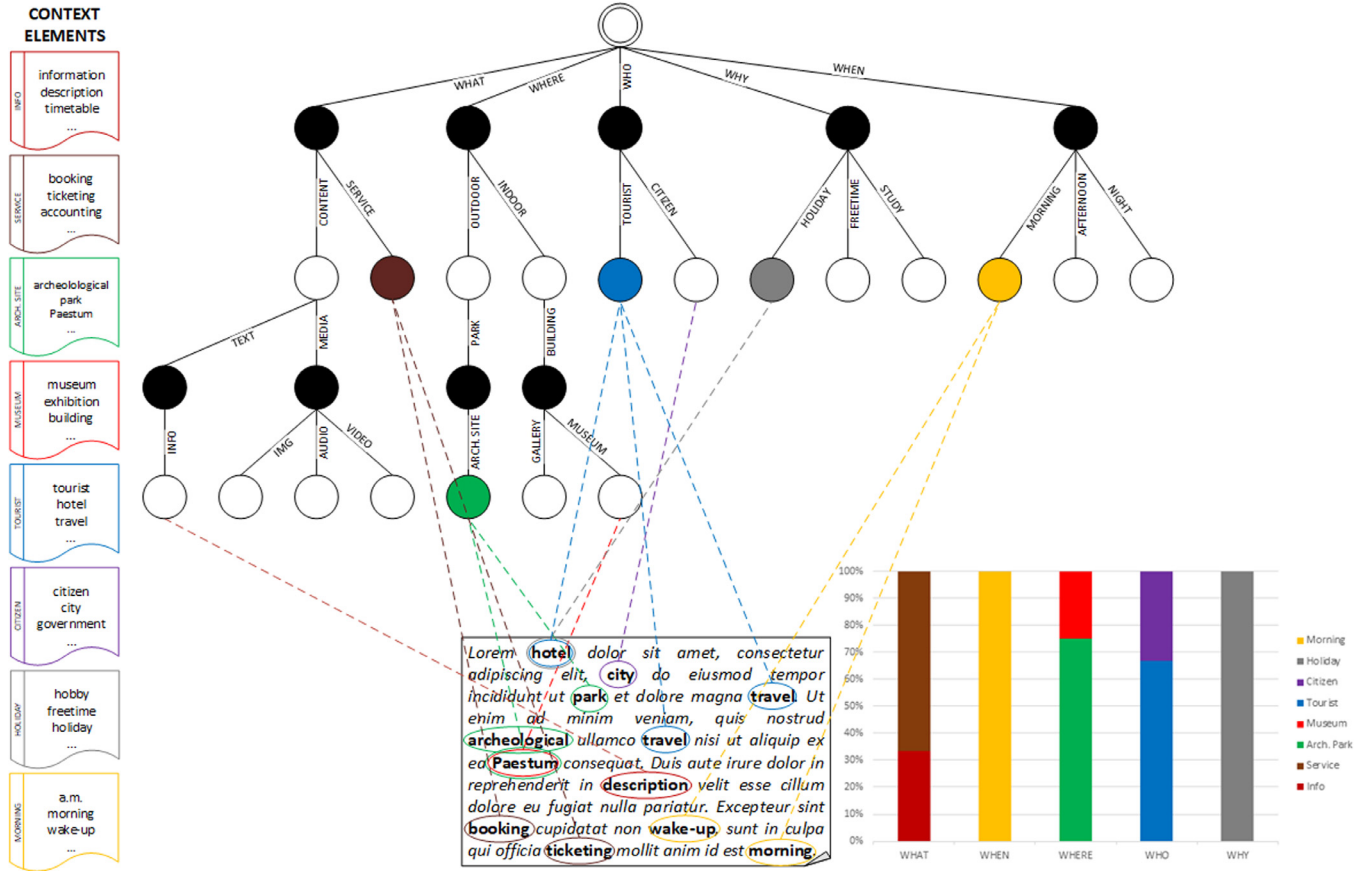 CONTEXT
ELEMENTS
INFO
information
description
timetable
...
SERVICE
booking
ticketing
accounting
...
ARCH. SITE
archeolological
park
Paestum
...
MUSEUM
museum
exhibition
building
...
TOURIST
tourist
hotel
travel
...
CITIZEN
citizen
city
government
...
HOLIDAY
hobby
freetime
holiday
...
MORNING
a.m.
morning
wake-up
...
WHAT
WHERE
WHO
WHY
WHEN
CONTENT
SERVICE
OUTDOOR
INDOOR
TOURIST
CITIZEN
HOLIDAY
FREETIME
STUDY
MORNING
AFTERNOON
NIGHT
TEXT
MEDIA
PARK
BUILDING
INFO
IMG
AUDIO
VIDEO
ARCH. SITE
GALLERY
MUSEUM
Lorem hotel dolor sit amet, consectetur
adipiscing elit, city do eiusmod tempor
incididunt ut park et dolore magna travel. Ut
enim ad minim veniam, quis nostrud
archeological ullamco travel nisi ut aliquip ex
ea Paestum consequat. Duis aute irure dolor in
reprehenderit in description velit esse cillum
dolore eu fugiat nulla pariatur. Excepteur sint
booking cupidatat non wake-up, sunt in culpa
qui officia ticketing mollit anim id est morning.
100%
90%
80%
70%
60%
50%
40%
30%
20%
10%
0%
WHAT
WHEN
WHERE
WHO
WHY
Morning
Holiday
Citizen
Tourist
Museum
Arch. Park
Service
Info